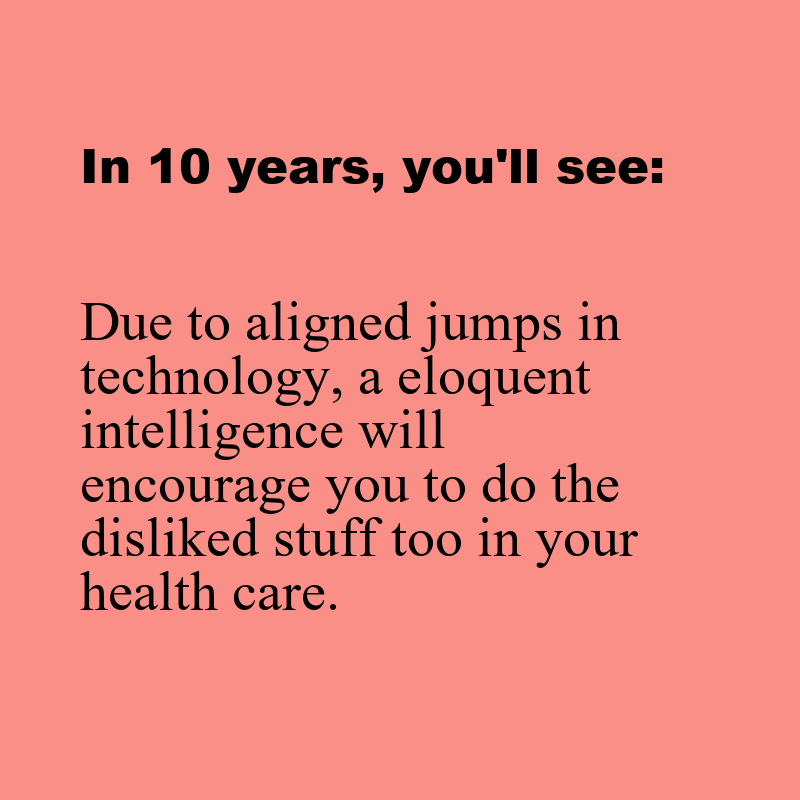 In 10 years, you'll see:
Due to aligned jumps in
technology, a eloquent
intelligence will
encourage you to do the
disliked stuff too in your
health care.